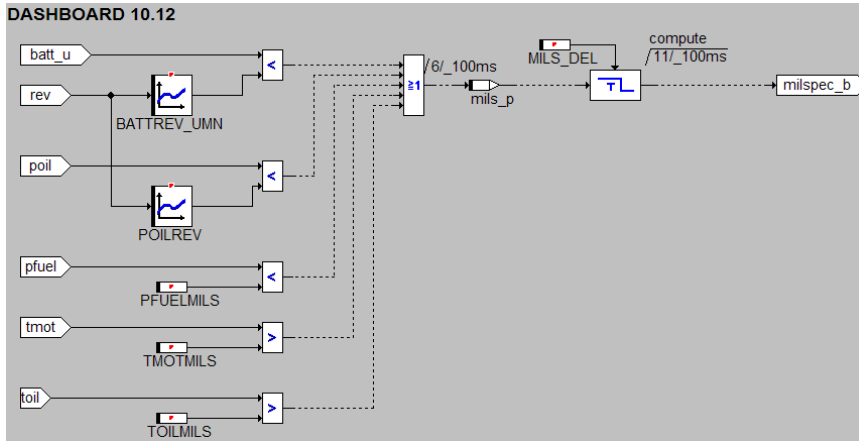 DASHBOARD 10.12
batt_u
<
rev
BATTREV_UMN
poil
<
POILREV
pfuel
<
PFUELMILS
tmot
>
TMOTMILS
toil
>
TOILMILS
≥1
6/_100ms
mils_p
MILS_DEL
T
compute
11/_100ms
milspec_b